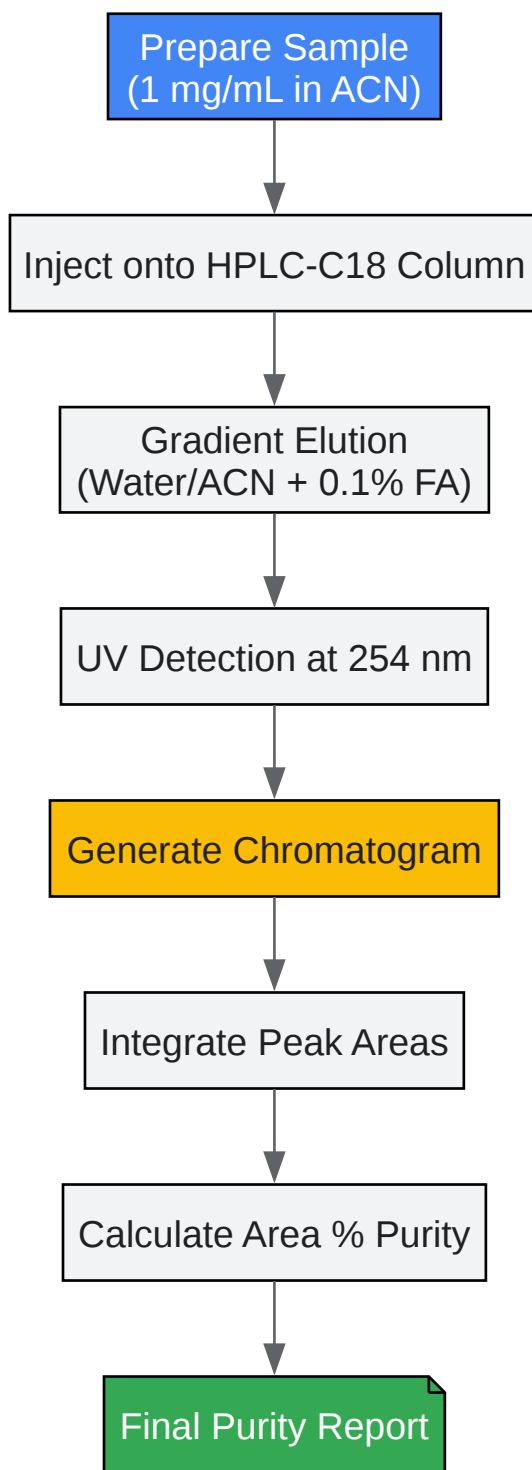 Prepare Sample
(1 mg/mL in ACN)
Inject onto HPLC-C18 Column
Gradient Elution
(Water/ACN + 0.1% FA)
UV Detection at 254 nm
Generate Chromatogram
Integrate Peak Areas
Calculate Area % Purity
Final Purity Report